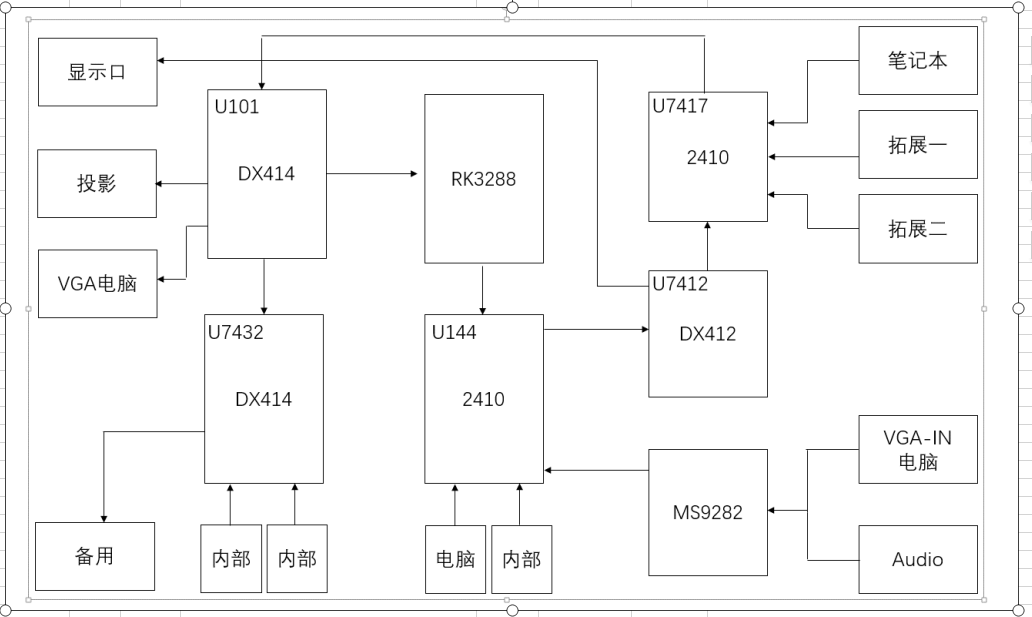 显示口
投影
VGA电脑
U101
DX414
RK3288
U7417
2410
笔记本
拓展一
拓展二
U7412
DX412
U7432
DX414
U144
2410
MS9282
VGA-IN
电脑
Audio
备用
内部
内部
电脑
内部